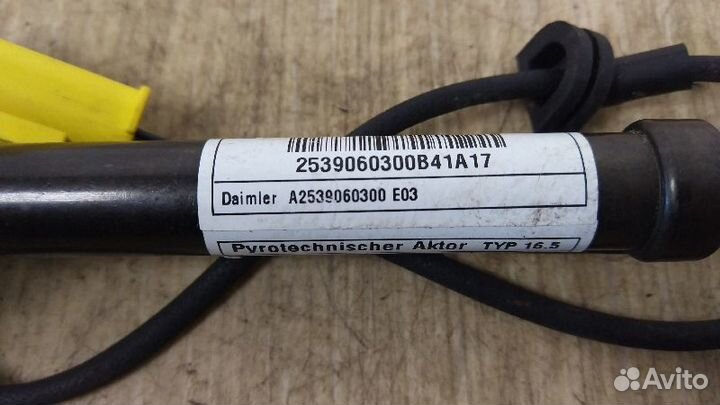 2539060300B41A17
Daimler A2539060300 E03
Pyrotechnischer Aktor TYP 16.5
Avito